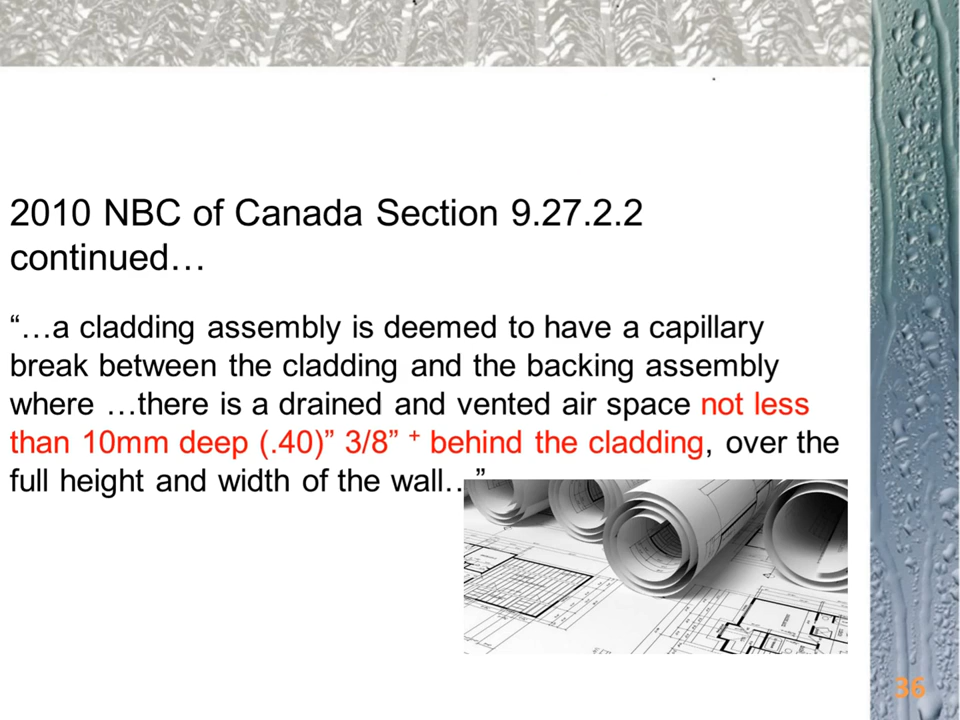 2010 NBC of Canada Section 9.27.2.2
continued…
“…a cladding assembly is deemed to have a capillary
break between the cladding and the backing assembly
where …there is a drained and vented air space not less
than 10mm deep (.40)” 3/8” + behind the cladding, over the
full height and width of the wall…”
36